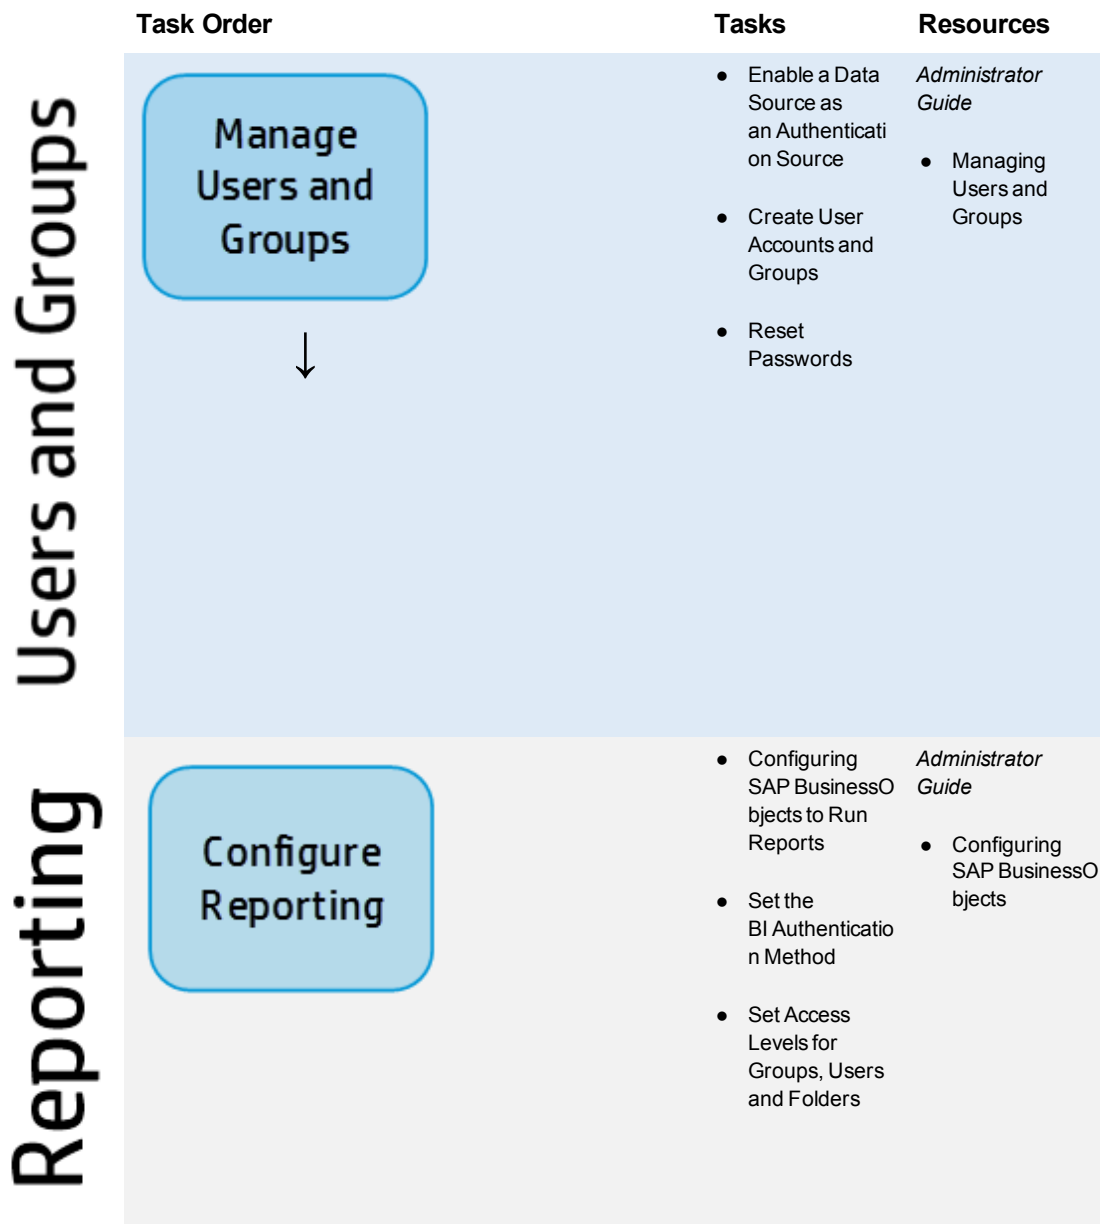 Task Order
Tasks
Resources
Users and Groups
Manage
Users and
Groups
↓
● Enable a Data
Source as
an Authenticati
on Source
● Create User
Accounts and
Groups
● Reset
Passwords
Administrator
Guide
● Managing
Users and
Groups
Reporting
Configure
Reporting
● Configuring
SAP BusinessO
bjects to Run
Reports
● Set the
BI Authenticatio
n Method
● Set Access
Levels for
Groups, Users
and Folders
Administrator
Guide
● Configuring
SAP BusinessO
bjects